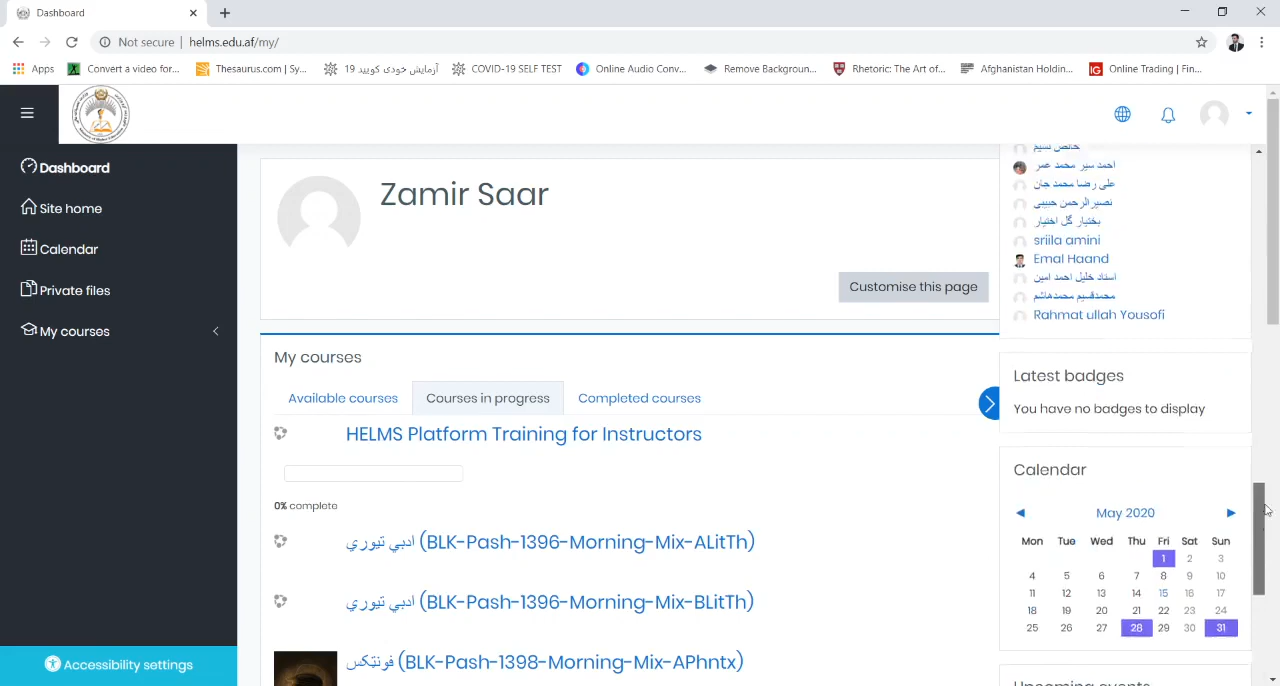 Dashboard
Not secure | helms.edu.af/my/
Apps
Convert a video for...
Thesaurus.com | Sy...
آزمایش خودی کووید 19
COVID-19 SELF TEST
Online Audio Conv...
Remove Backgroun...
Rhetoric: The Art of...
Afghanistan Holdin...
Online Trading | Fin...
Dashboard
Site home
Calendar
Private files
My courses
Accessibility settings
Zamir Saar
Customise this page
My courses
Available courses
Courses in progress
Completed courses
HELMS Platform Training for Instructors
0% complete
ادبي تيوري (BLK-Pash-1396-Morning-Mix-ALitTh)
ادبي تيوري (BLK-Pash-1396-Morning-Mix-BLitTh)
فونټکس (BLK-Pash-1398-Morning-Mix-APhntx)
خالص نسیم
احمد سیر محمد عمر
علی رضا محمد جان
نصیرالرحمن حبیبی
بختیار گل اختیار
sriila amini
Emal Haand
استاد خلیل احمد امین
محمدقسیم محمدهاشم
Rahmat ullah Yousofi
Latest badges
You have no badges to display
Calendar
May 2020
Mon Tue Wed Thu Fri Sat Sun
1 2 3
4 5 6 7 8 9 10
11 12 13 14 15 16 17
18 19 20 21 22 23 24
25 26 27 28 29 30 31
Upcoming events